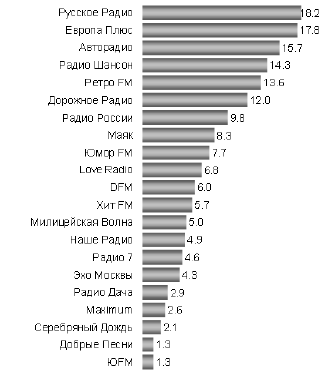 Русское Радио 18.2
Европа Плюс 17.8
Авторадио 15.7
Радио Шансон 14.3
Ретро FM 13.6
Дорожное Радио 12.0
Радио России 9.8
Маяк 8.3
Юмор FM 7.7
Love Radio 6.8
DFM 6.0
Хит FM 5.7
Милицейская Волна 5.0
Наше Радио 4.9
Радио 7 4.6
Эхо Москвы 4.3
Радио Дача 2.9
Maximum 2.6
Серебряный Дождь 2.1
Добрые Песни 1.3
ЮFM 1.3